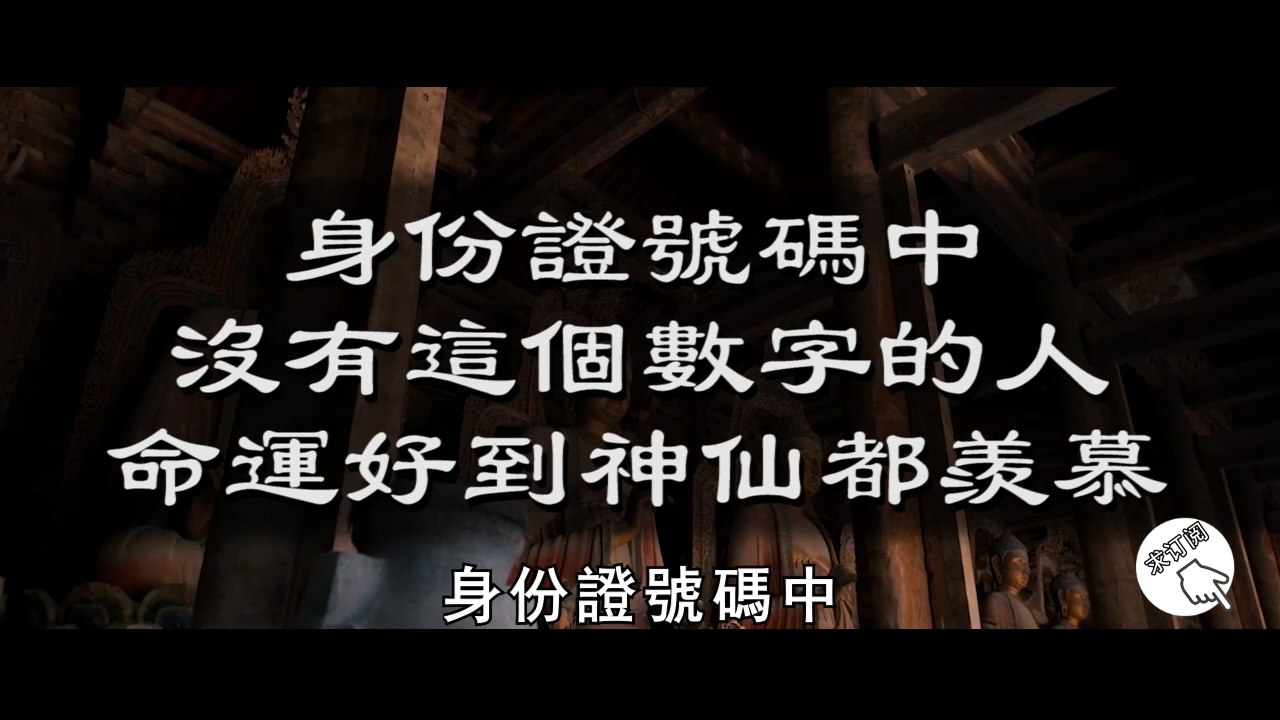 身份證號碼中
沒有這個數字的人
命運好到神仙都羨慕
求订阅
身份證號碼中